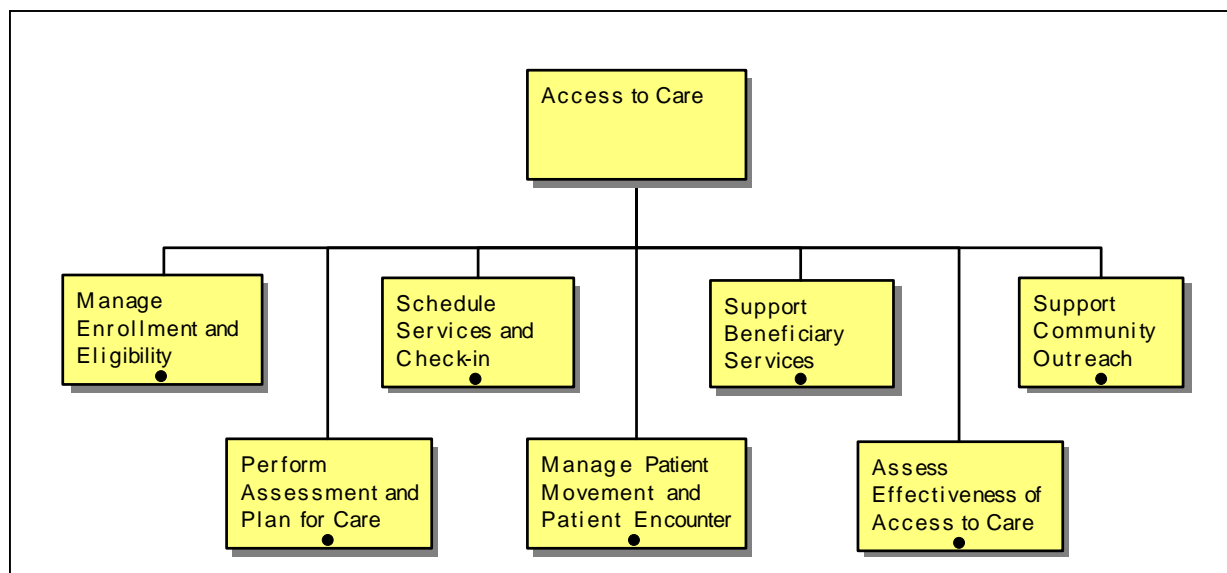 Access to Care
Manage
Enrollment and
Eligibility
Schedule
Services and
Check-in
Support
Beneficiary
Services
Support
Community
Outreach
Perform
Assessment and
Plan for Care
Manage Patient
Movement and
Patient Encounter
Assess
Effectiveness of
Access to Care